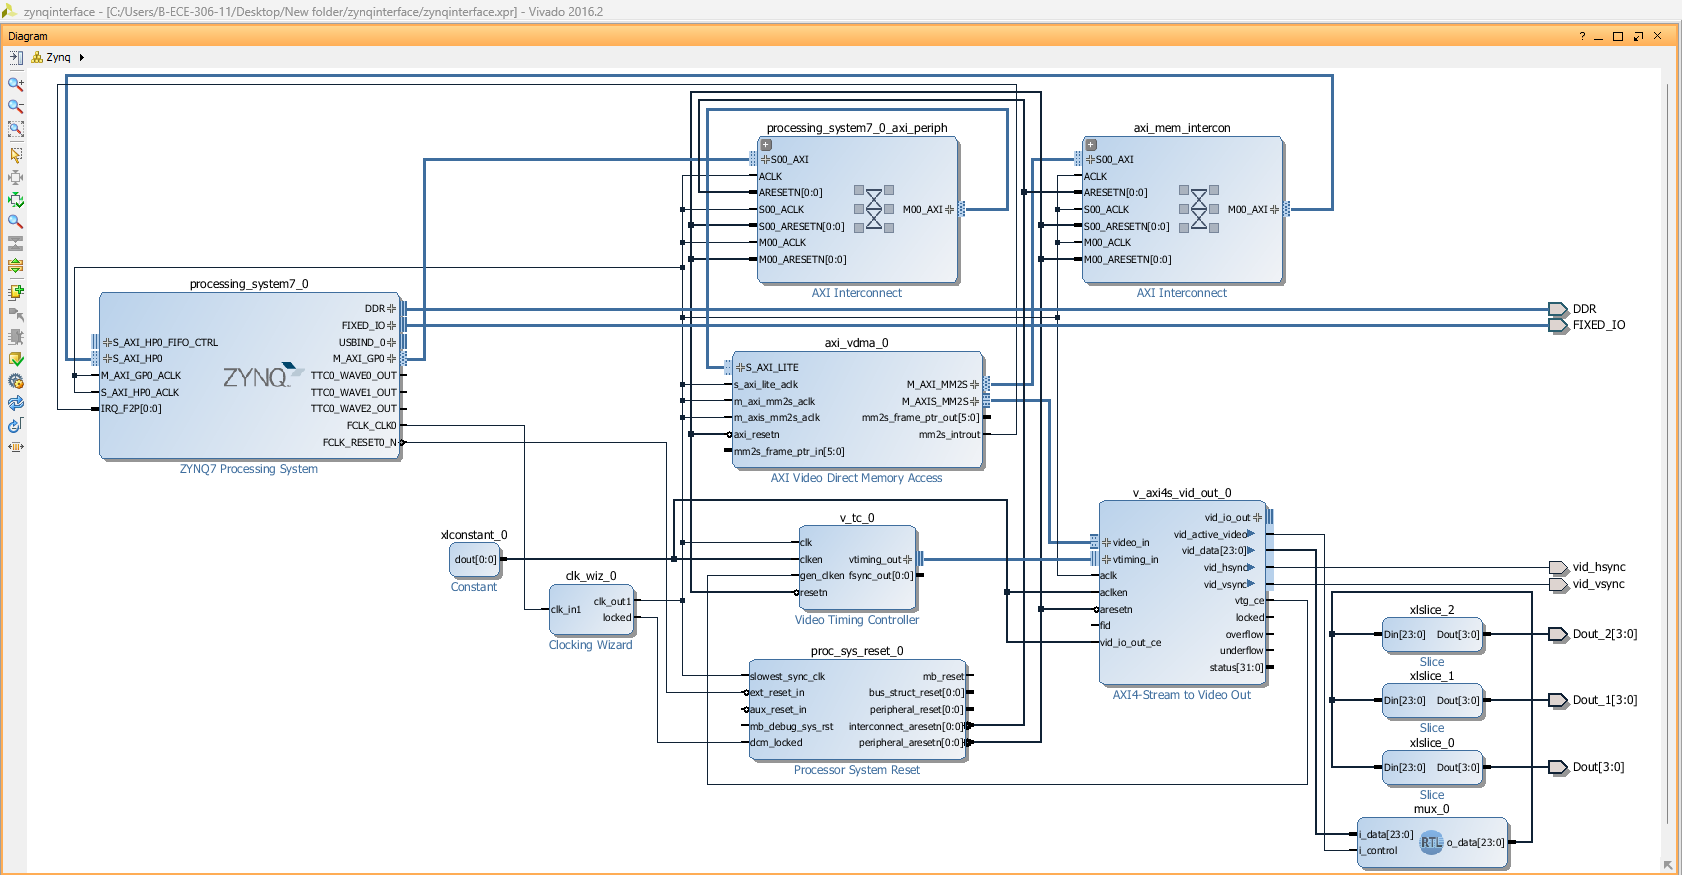 zynqinterface - [C:/Users/B-ECE-306-11/Desktop/New folder/zynqinterface/zynqinterface.xpr] - Vivado 2016.2
Diagram
Zynq
processing_system7_0_axi_periph
S00_AXI
ACLK
ARESETN[0:0]
S00_ACLK
S00_ARESETN[0:0]
M00_ACLK
M00_ARESETN[0:0]
M00_AXI
AXI Interconnect
axi_mem_intercon
S00_AXI
ACLK
ARESETN[0:0]
S00_ACLK
S00_ARESETN[0:0]
M00_ACLK
M00_ARESETN[0:0]
M00_AXI
AXI Interconnect
processing_system7_0
S_AXI_HP0_FIFO_CTRL
S_AXI_HP0
M_AXI_GP0_ACLK
S_AXI_HP0_ACLK
IRQ_F2P[0:0]
ZYNQ
DDR
FIXED_IO
USBIND_0
M_AXI_GP0
TTC0_WAVE0_OUT
TTC0_WAVE1_OUT
TTC0_WAVE2_OUT
FCLK_CLK0
FCLK_RESET0_N
ZYNQ7 Processing System
DDR
FIXED_IO
axi_vdma_0
S_AXI_LITE
s_axi_lite_aclk
m_axi_mm2s_aclk
m_axis_mm2s_aclk
axi_resetn
mm2s_frame_ptr_in[5:0]
M_AXI_MM2S
M_AXIS_MM2S
mm2s_frame_ptr_out[5:0]
mm2s_introut
AXI Video Direct Memory Access
xlconstant_0
dout[0:0]
Constant
clk_wiz_0
clk_in1
clk_out1
locked
Clocking Wizard
v_tc_0
clk
clken
gen_clken
resetn
vtiming_out
fsync_out[0:0]
Video Timing Controller
proc_sys_reset_0
slowest_sync_clk
ext_reset_in
aux_reset_in
mb_debug_sys_rst
dcm_locked
mb_reset
bus_struct_reset[0:0]
peripheral_reset[0:0]
interconnect_aresetn[0:0]
peripheral_aresetn[0:0]
Processor System Reset
v_axi4s_vid_out_0
video_in
vtiming_in
aclk
aclken
aresetn
fid
vid_io_out_ce
vid_io_out
vid_active_video
vid_data[23:0]
vid_hsync
vid_vsync
vtg_ce
locked
overflow
underflow
status[31:0]
AXI4-Stream to Video Out
vid_hsync
vid_vsync
xlslice_2
Din[23:0]
Dout[3:0]
Slice
Dout_2[3:0]
xlslice_1
Din[23:0]
Dout[3:0]
Slice
Dout_1[3:0]
xlslice_0
Din[23:0]
Dout[3:0]
Slice
Dout[3:0]
mux_0
i_data[23:0]
i_control
RTL
o_data[23:0]